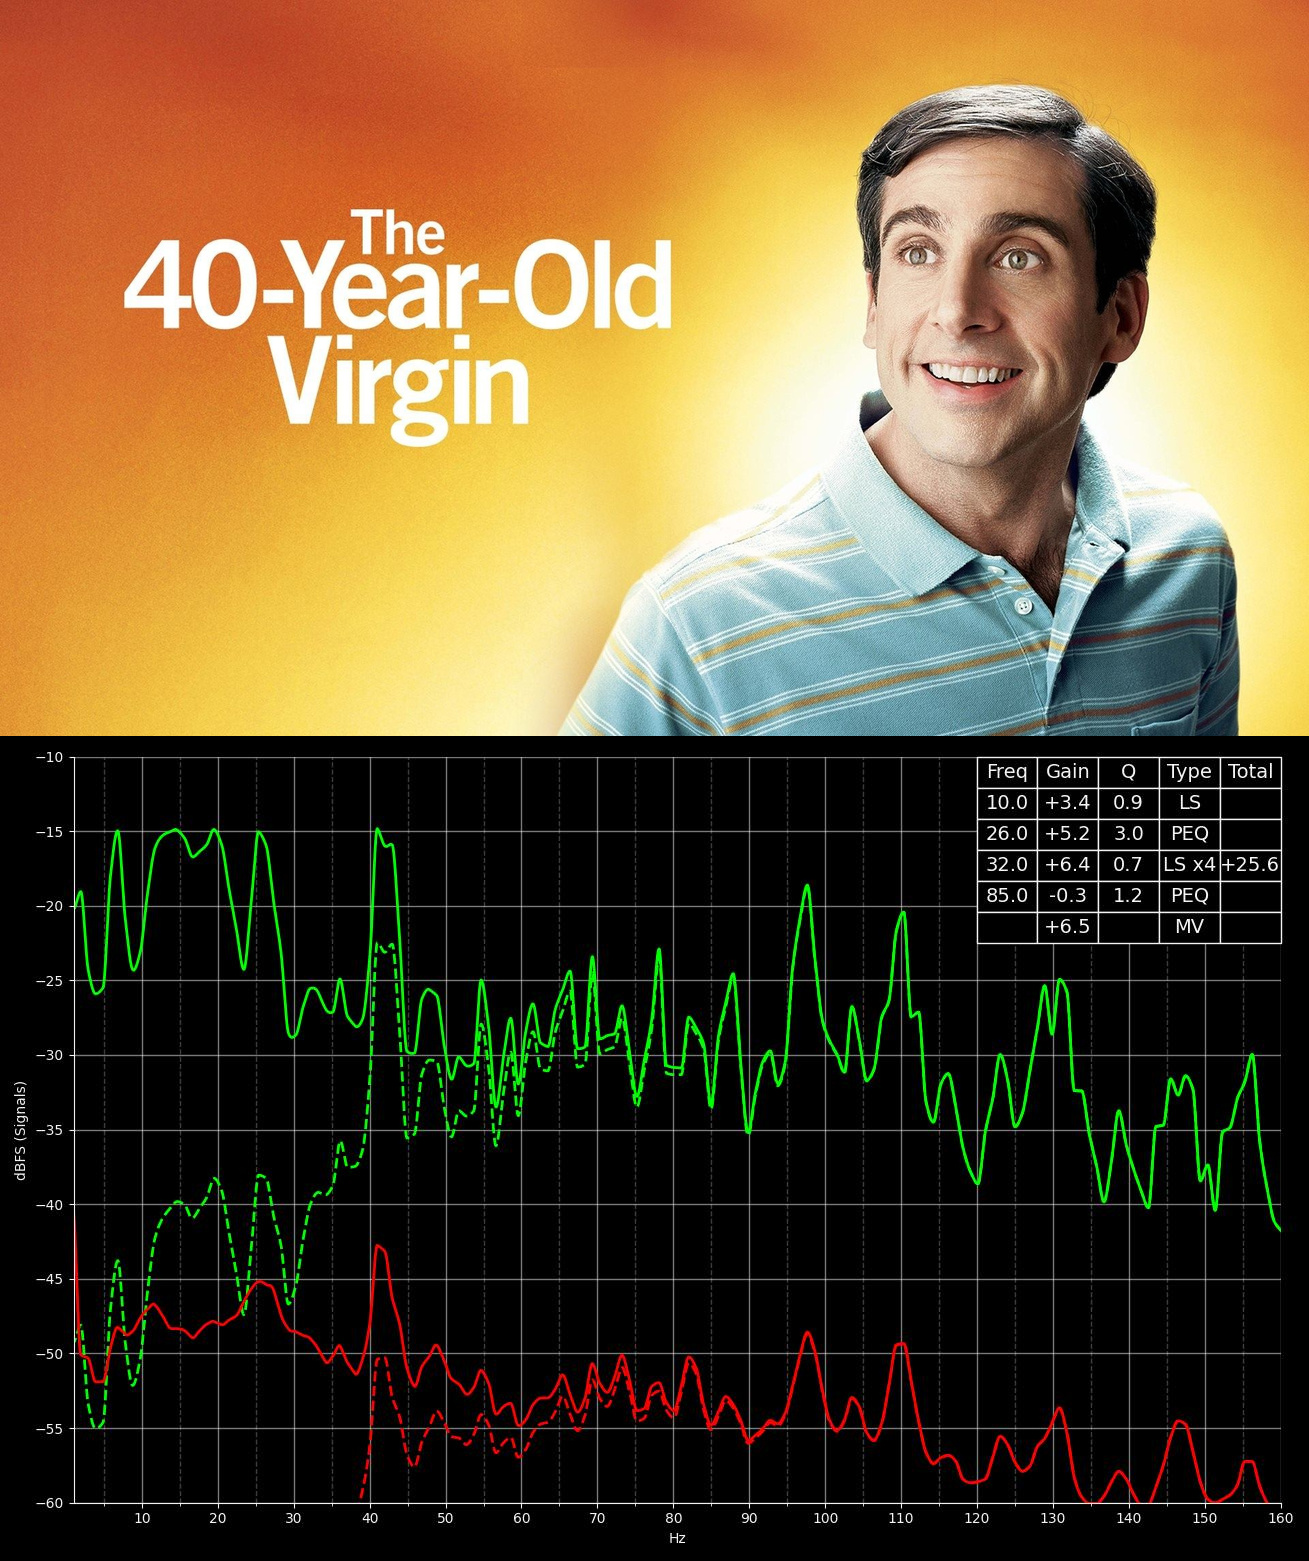 The
40-Year-Old
Virgin
Freq Gain Q Type Total
10.0 +3.4 0.9 LS
26.0 +5.2 3.0 PEQ
32.0 +6.4 0.7 LS x4 +25.6
85.0 -0.3 1.2 PEQ
+6.5 MV
−10
−15
−20
−25
−30
−35
−40
−45
−50
−55
−60
dBFS (Signals)
10 20 30 40 50 60 70 80 90 100 110 120 130 140 150 160
Hz